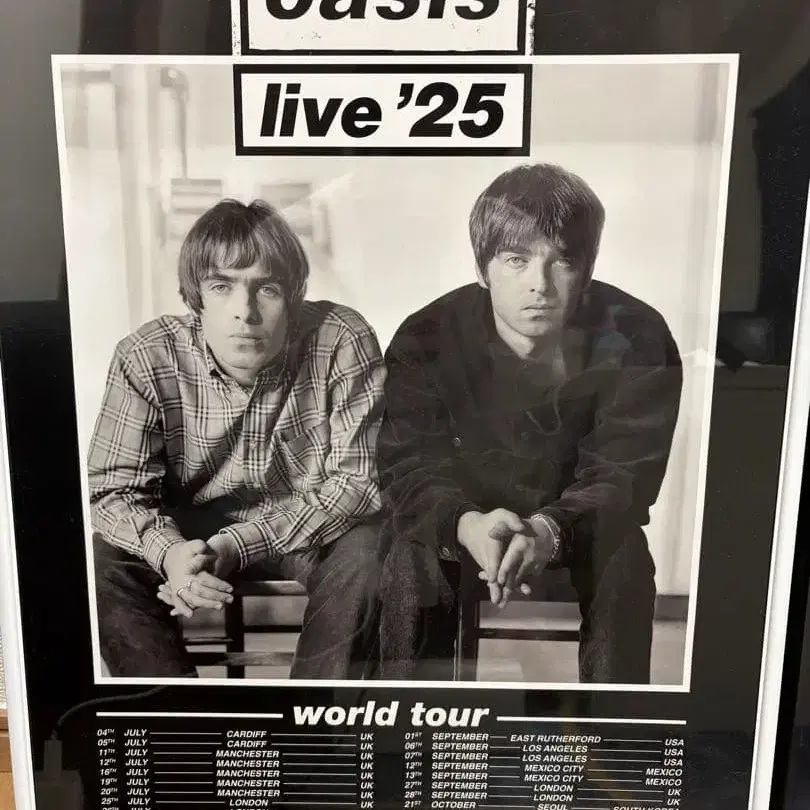 oasis
live ’25
world tour
04TH JULY CARDIFF UK
05TH JULY CARDIFF UK
11TH JULY MANCHESTER UK
12TH JULY MANCHESTER UK
16TH JULY MANCHESTER UK
19TH JULY MANCHESTER UK
20TH JULY MANCHESTER UK
25TH JULY LONDON UK
01ST SEPTEMBER EAST RUTHERFORD USA
06TH SEPTEMBER LOS ANGELES USA
07TH SEPTEMBER LOS ANGELES USA
12TH SEPTEMBER MEXICO CITY MEXICO
13TH SEPTEMBER MEXICO CITY MEXICO
27TH SEPTEMBER LONDON UK
28TH SEPTEMBER LONDON UK
21ST OCTOBER SEOUL SOUTH KOREA